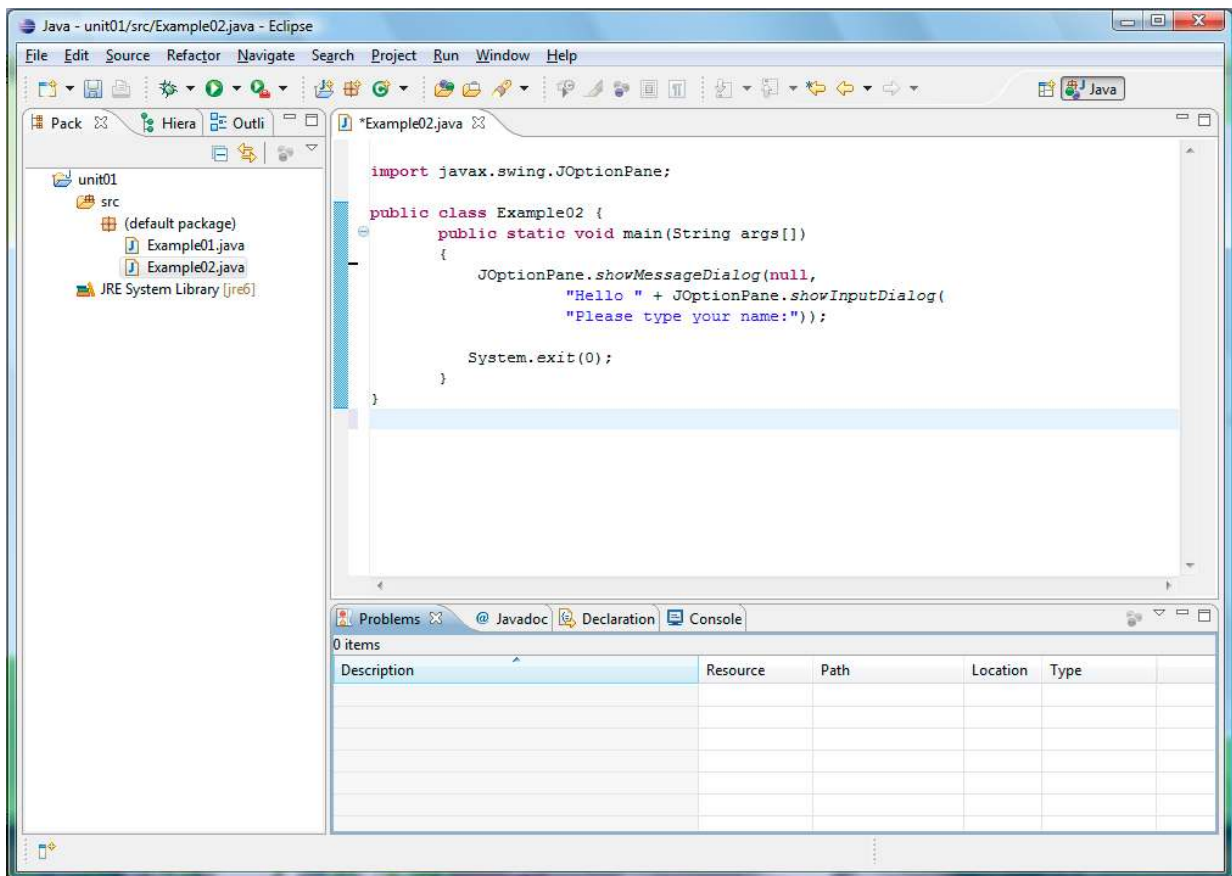 Java - unit01/src/Example02.java - Eclipse
File Edit Source Refactor Navigate Search Project Run Window Help
Java
Pack Hiera Outli
unit01
src
(default package)
Example01.java
Example02.java
JRE System Library [jre6]
*Example02.java
import javax.swing.JOptionPane;
public class Example02 {
public static void main(String args[])
{
JOptionPane.showMessageDialog(null,
"Hello " + JOptionPane.showInputDialog(
"Please type your name:"));
System.exit(0);
}
}
Problems @ Javadoc Declaration Console
0 items
Description Resource Path Location Type